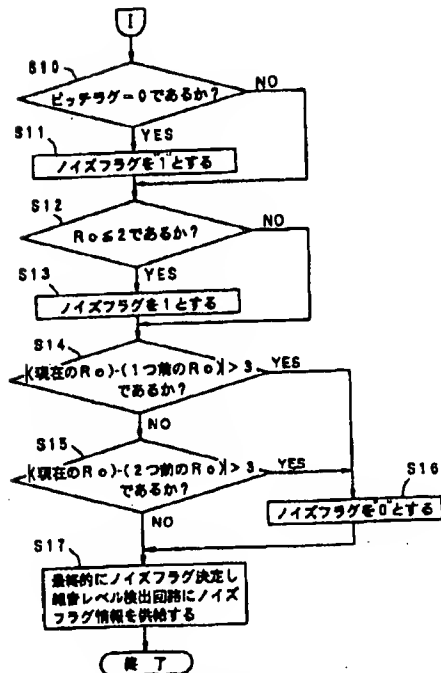 I
S10
ピッチラグ=0であるか?
NO
YES
S11
ノイズフラグを"1"とする
S12
Ro≦2であるか?
NO
YES
S13
ノイズフラグを1とする
S14
|(現在のRo)-(1つ前のRo)|>3
であるか?
YES
NO
S15
|(現在のRo)-(2つ前のRo)|>3
であるか?
YES
NO
S16
ノイズフラグを"0"とする
S17
最終的にノイズフラグ決定し
雑音レベル検出回路にノイズ
フラグ情報を供給する
終了